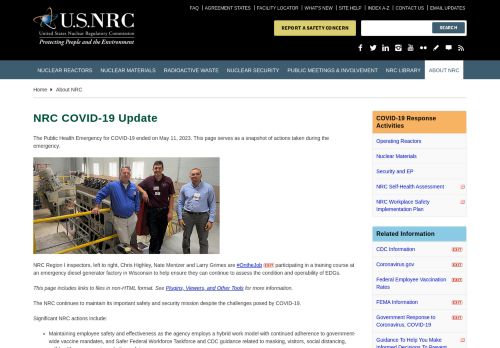 FAQ | AGREEMENT STATES | FACILITY LOCATOR | WHAT'S NEW | SITE HELP | INDEX A-Z | CONTACT US | EMAIL UPDATES
U.S.NRC
United States Nuclear Regulatory Commission
Protecting People and the Environment
REPORT A SAFETY CONCERN
SEARCH
NUCLEAR REACTORS NUCLEAR MATERIALS RADIOACTIVE WASTE NUCLEAR SECURITY PUBLIC MEETINGS & INVOLVEMENT NRC LIBRARY ABOUT NRC
Home About NRC
NRC COVID-19 Update
The Public Health Emergency for COVID-19 ended on May 11, 2023. This page serves as a snapshot of actions taken during the
emergency.
NRC Region I inspectors, left to right, Chris Highley, Nate Mentzer and Larry Grimes are #OntheJob EXIT participating in a training course at
an emergency diesel generator factory in Wisconsin to help ensure they can continue to assess the condition and operability of EDGs.
This page includes links to files in non-HTML format. See Plugins, Viewers, and Other Tools for more information.
The NRC continues to maintain its important safety and security mission despite the challenges posed by COVID-19.
Significant NRC actions include:
Maintaining employee safety and effectiveness as the agency employs a hybrid work model with continued adherence to government-
wide vaccine mandates, and Safer Federal Workforce Taskforce and CDC guidance related to masking, visitors, social distancing,
COVID-19 Response
Activities
Operating Reactors
Nuclear Materials
Security and EP
NRC Self-Health Assessment
NRC Workplace Safety
Implementation Plan
Related Information
CDC Information EXIT
Coronavirus.gov EXIT
Federal Employee Vaccination EXIT
Rates
FEMA Information EXIT
Government Response to EXIT
Coronavirus, COVID-19
Guidance To Help You Make EXIT
Informed Decisions To Prevent